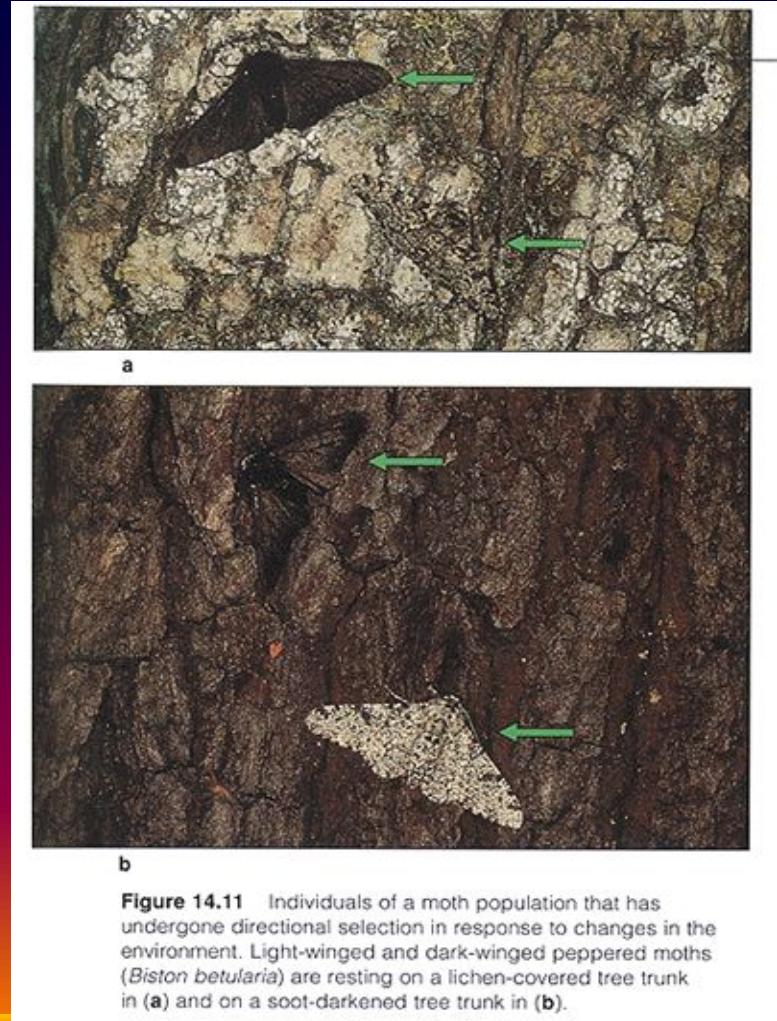 a
b
Figure 14.11 Individuals of a moth population that has
undergone directional selection in response to changes in the
environment. Light-winged and dark-winged peppered moths
(Biston betularia) are resting on a lichen-covered tree trunk
in (a) and on a soot-darkened tree trunk in (b).